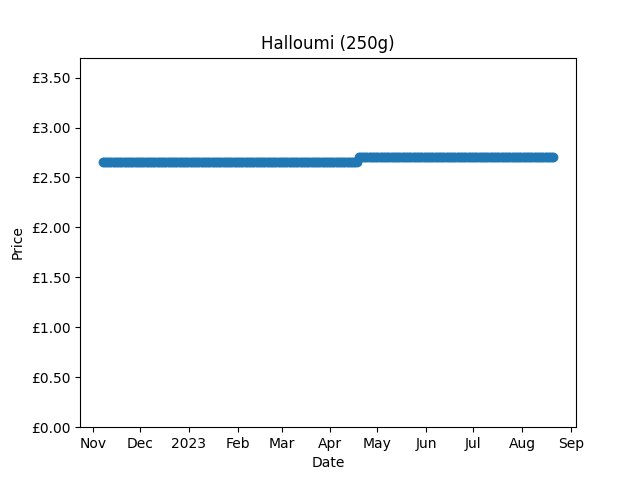 Halloumi (250g)
£3.50
£3.00
£2.50
£2.00
£1.50
£1.00
£0.50
£0.00
Price
Nov Dec 2023 Feb Mar Apr May Jun Jul Aug Sep
Date